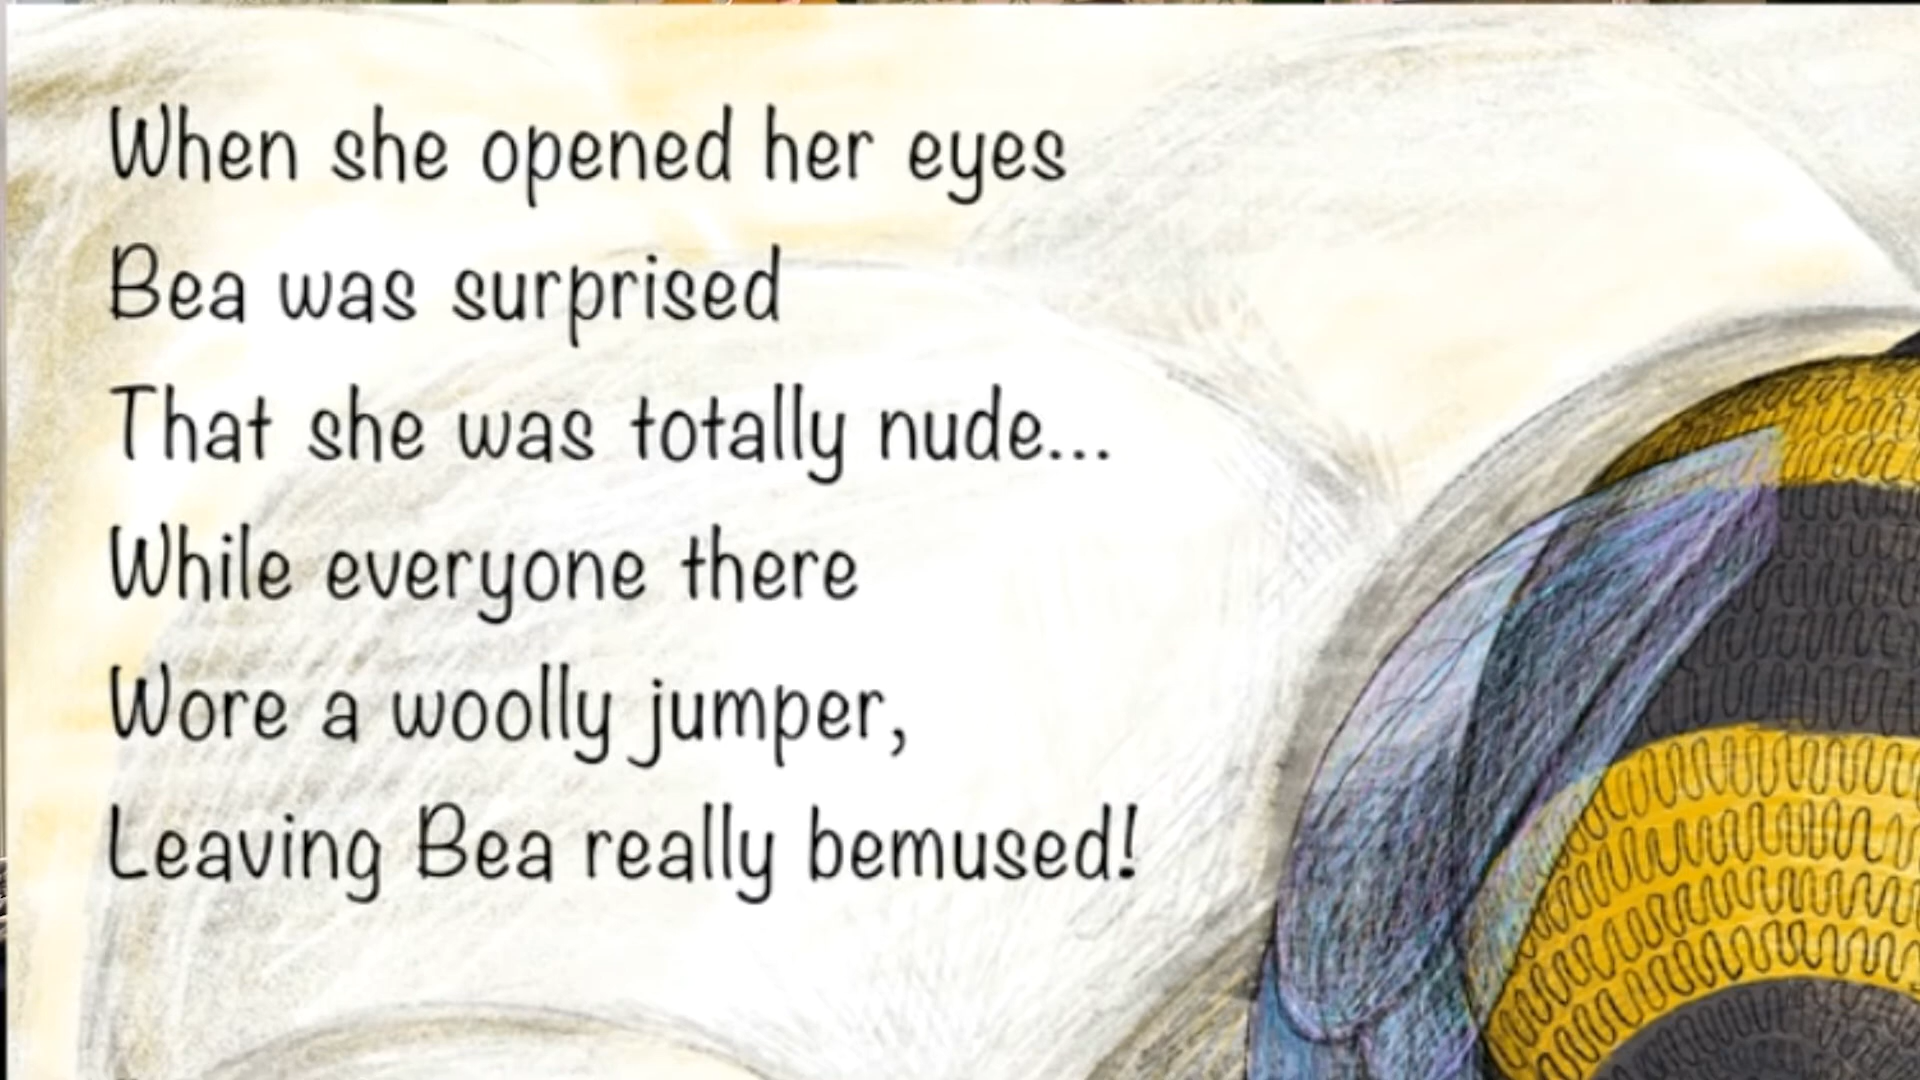 When she opened her eyes
Bea was surprised
That she was totally nude...
While everyone there
Wore a woolly jumper,
Leaving Bea really bemused!